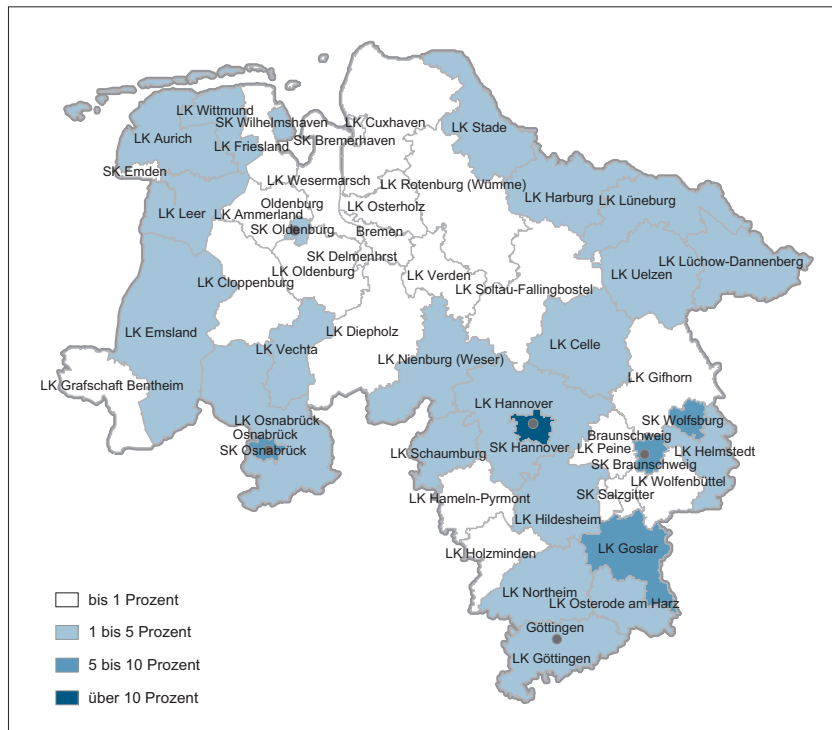 LK Wittmund
SK Wilhelmshaven
LK Cuxhaven
LK Stade
LK Aurich
LK Friesland
SK Bremerhaven
SK Emden
LK Wesermarsch
LK Rotenburg (Wümme)
LK Harburg
LK Lüneburg
LK Leer
LK Ammerland
Oldenburg
LK Osterholz
SK Oldenburg
Bremen
SK Delmenhrst
LK Oldenburg
LK Verden
LK Uelzen
LK Lüchow-Dannenberg
LK Cloppenburg
LK Soltau-Fallingbostel
LK Emsland
LK Diepholz
LK Vechta
LK Nienburg (Weser)
LK Celle
LK Grafschaft Bentheim
LK Gifhorn
LK Hannover
LK Osnabrück
Osnabrück
SK Osnabrück
SK Wolfsburg
Braunschweig
LK Schaumburg
SK Hannover
LK Peine
LK Helmstedt
SK Braunschweig
LK Wolfenbüttel
LK Hameln-Pyrmont
SK Salzgitter
LK Hildesheim
LK Holzminden
LK Goslar
LK Northeim
LK Osterode am Harz
Göttingen
LK Göttingen
bis 1 Prozent
1 bis 5 Prozent
5 bis 10 Prozent
über 10 Prozent